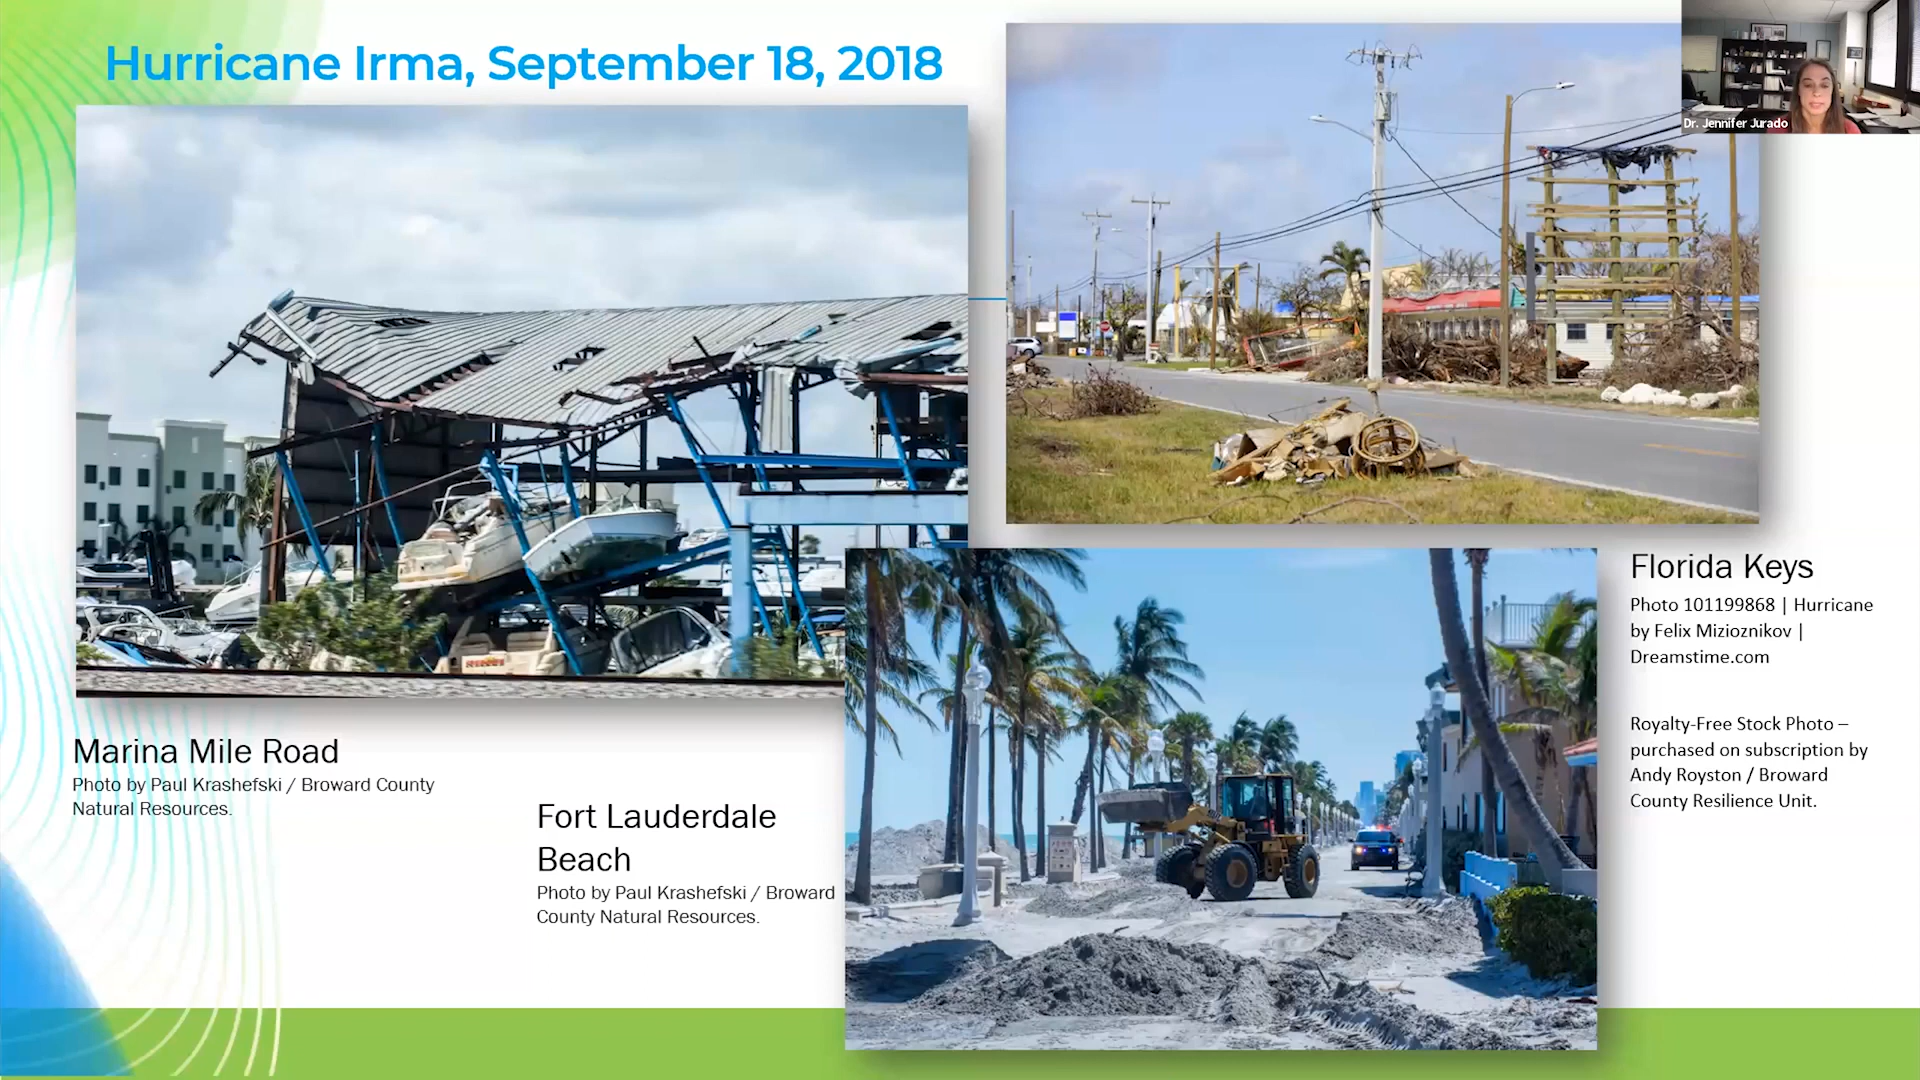 Hurricane Irma, September 18, 2018
Dr. Jennifer Jurado
Florida Keys
Photo 101199868 | Hurricane
by Felix Mizioznikov |
Dreamstime.com
Royalty-Free Stock Photo –
purchased on subscription by
Andy Royston / Broward
County Resilience Unit.
Marina Mile Road
Photo by Paul Krashefski / Broward County
Natural Resources.
Fort Lauderdale
Beach
Photo by Paul Krashefski / Broward
County Natural Resources.